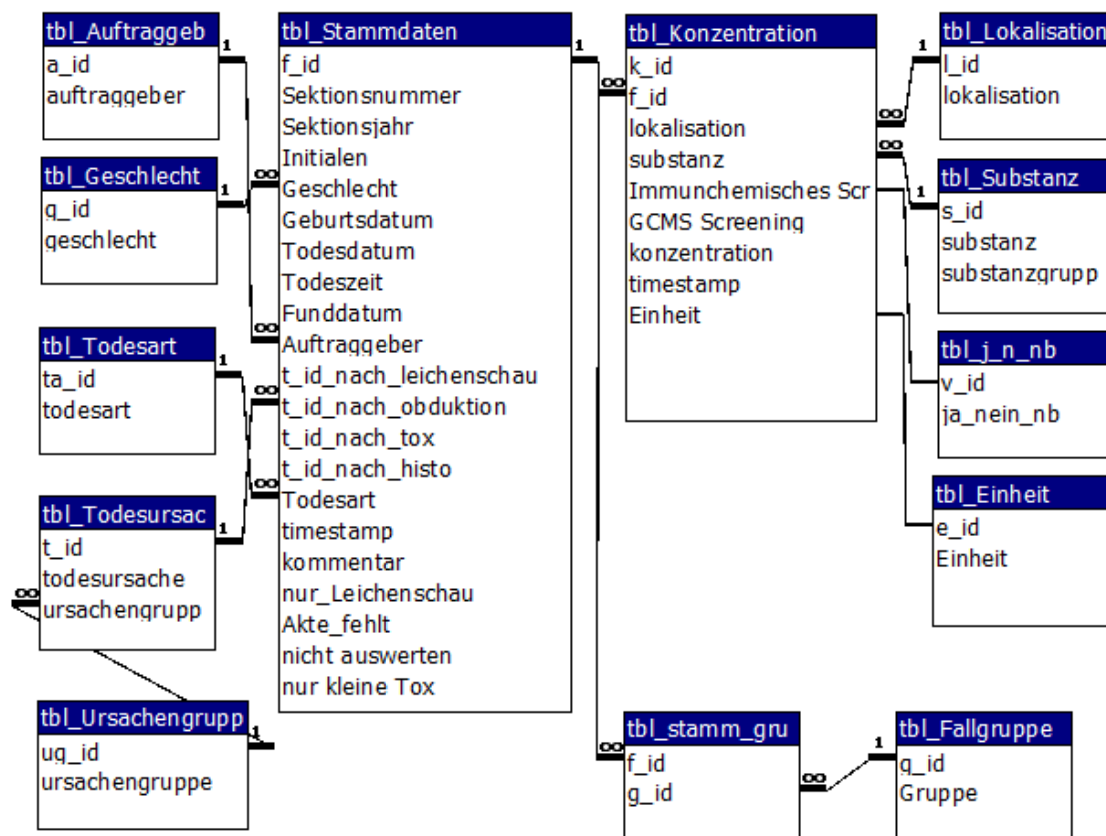 tbl_Auftraggeb
a_id
auftraggeber
tbl_Geschlecht
g_id
geschlecht
tbl_Todesart
ta_id
todesart
tbl_Todesursac
t_id
todesursache
ursachengrupp
tbl_Ursachengrupp
ug_id
ursachengruppe
tbl_Stammdaten
f_id
Sektionsnummer
Sektionsjahr
Initialen
Geschlecht
Geburtsdatum
Todesdatum
Todeszeit
Funddatum
Auftraggeber
t_id_nach_leichenschau
t_id_nach_obduktion
t_id_nach_tox
t_id_nach_histo
Todesart
timestamp
kommentar
nur_Leichenschau
Akte_fehlt
nicht auswerten
nur kleine Tox
tbl_Konzentration
k_id
f_id
lokalisation
substanz
Immunchemisches Scr
GCMS Screening
konzentration
timestamp
Einheit
tbl_stamm_gru
f_id
g_id
tbl_Lokalisation
l_id
lokalisation
tbl_Substanz
s_id
substanz
substanzgrupp
tbl_j_n_nb
v_id
ja_nein_nb
tbl_Einheit
e_id
Einheit
tbl_Fallgruppe
g_id
Gruppe
1
1
1
1
1
1
1
1
1
∞
∞
∞
∞
∞
∞
∞
∞
∞
∞